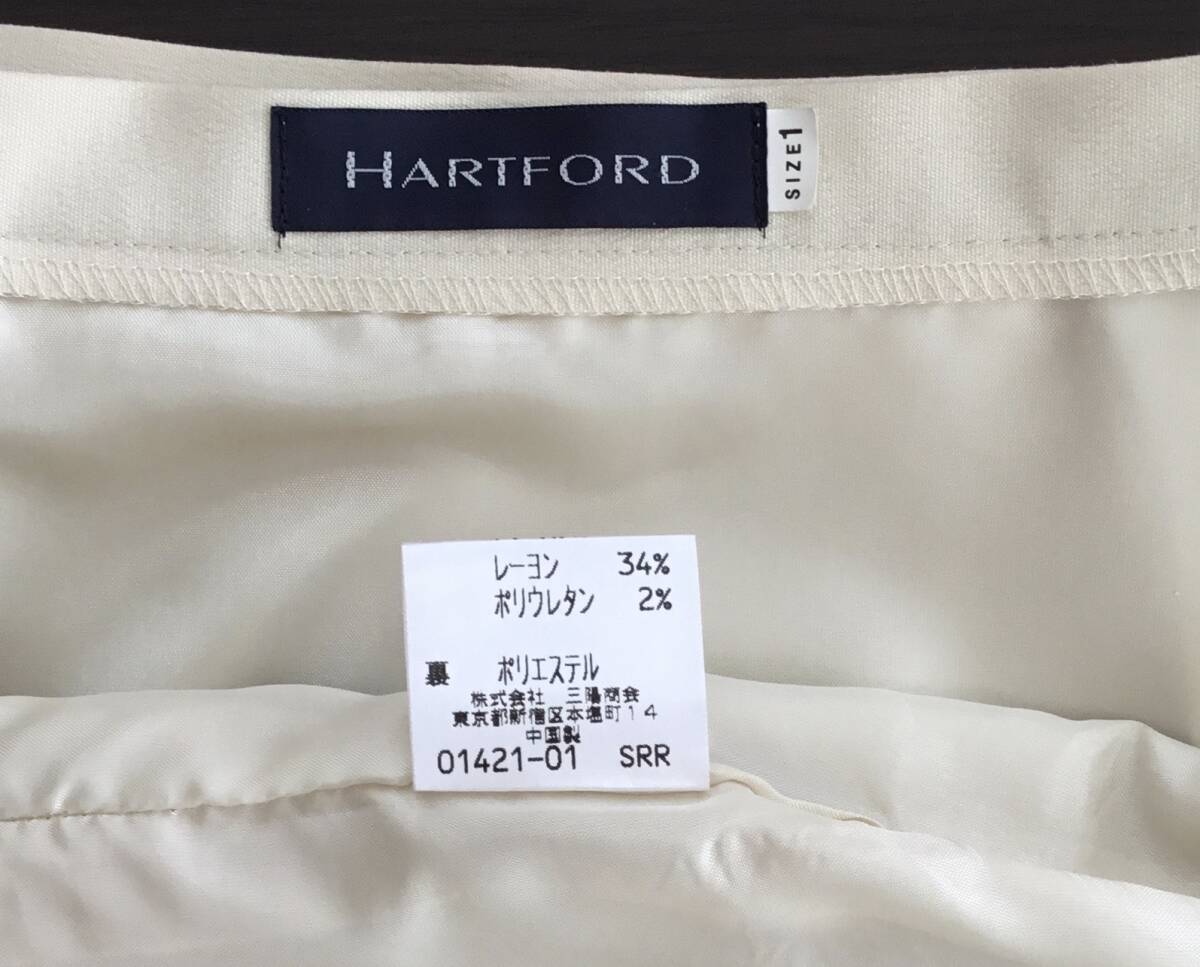 HARTFORD
SIZE 1
レーヨン 34%
ポリウレタン 2%
裏 ポリエステル
株式会社 三陽商会
東京都新宿区本塩町14
中国製
01421-01 SRR